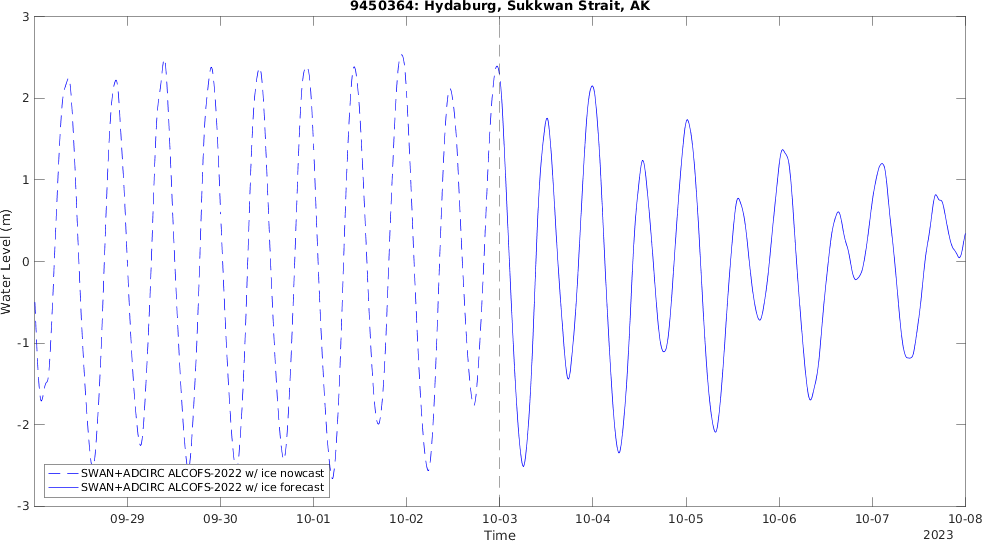 9450364: Hydaburg, Sukkwan Strait, AK
3
2
1
0
-1
-2
-3
Water Level (m)
SWAN+ADCIRC ALCOFS-2022 w/ ice nowcast
SWAN+ADCIRC ALCOFS-2022 w/ ice forecast
09-29 09-30 10-01 10-02 10-03 10-04 10-05 10-06 10-07 10-08
Time
2023